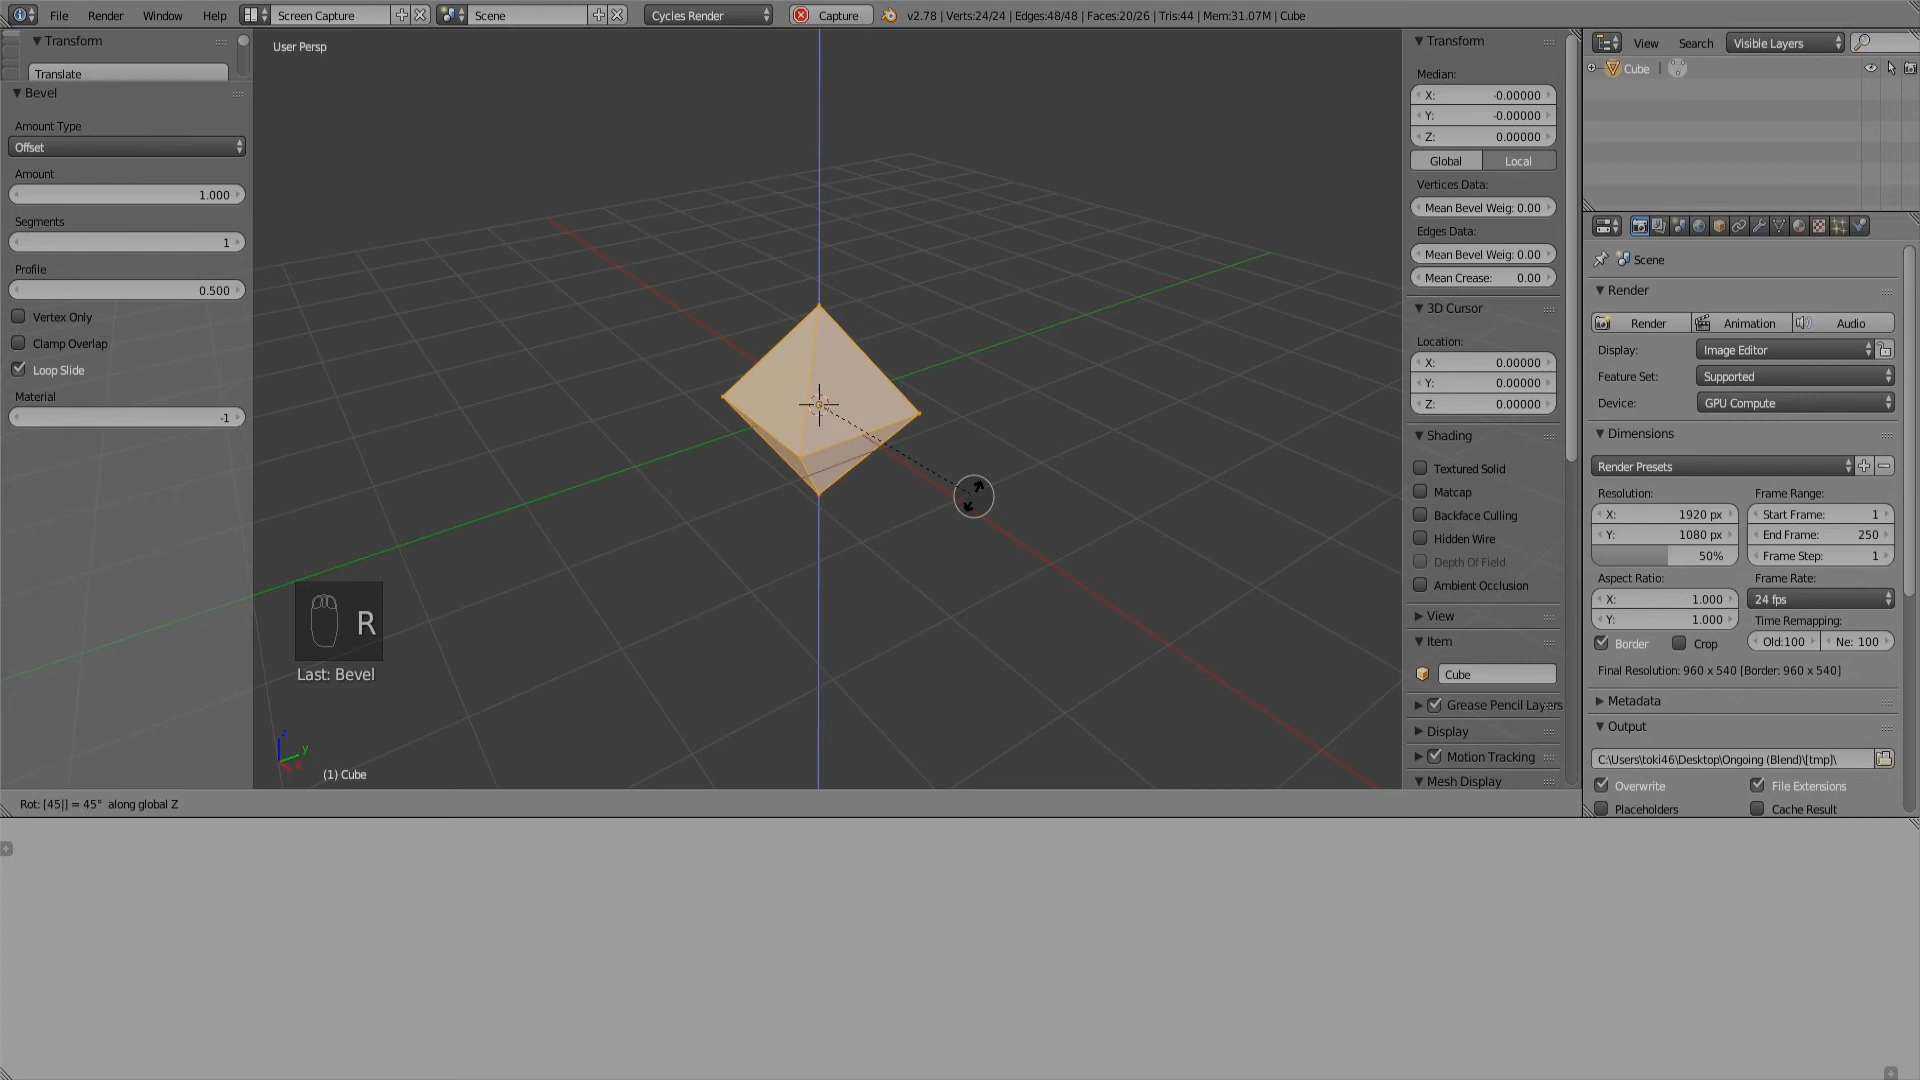 File Render Window Help Screen Capture Scene Cycles Render Capture v2.78 | Verts:24/24 | Edges:48/48 | Faces:20/26 | Tris:44 | Mem:31.07M | Cube
Transform
Translate
Bevel
Amount Type
Offset
Amount
1.000
Segments
1
Profile
0.500
Vertex Only
Clamp Overlap
Loop Slide
Material
-1
User Persp
R
Last: Bevel
z
y
x
(1) Cube
Rot: [45|] = 45° along global Z
Transform
Median:
X: -0.00000
Y: -0.00000
Z: 0.00000
Global Local
Vertices Data:
Mean Bevel Weig: 0.00
Edges Data:
Mean Bevel Weig: 0.00
Mean Crease: 0.00
3D Cursor
Location:
X: 0.00000
Y: 0.00000
Z: 0.00000
Shading
Textured Solid
Matcap
Backface Culling
Hidden Wire
Depth Of Field
Ambient Occlusion
View
Item
Cube
Grease Pencil Layers
Display
Motion Tracking
Mesh Display
View Search Visible Layers
Cube
Scene
Render
Render Animation Audio
Display: Image Editor
Feature Set: Supported
Device: GPU Compute
Dimensions
Render Presets
Resolution: Frame Range:
X: 1920 px Start Frame: 1
Y: 1080 px End Frame: 250
50% Frame Step: 1
Aspect Ratio: Frame Rate:
X: 1.000 24 fps
Y: 1.000 Time Remapping:
Border Crop Old:100 Ne: 100
Final Resolution: 960 x 540 [Border: 960 x 540]
Metadata
Output
C:\Users\toki46\Desktop\Ongoing (Blend)\[tmp]\
Overwrite File Extensions
Placeholders Cache Result